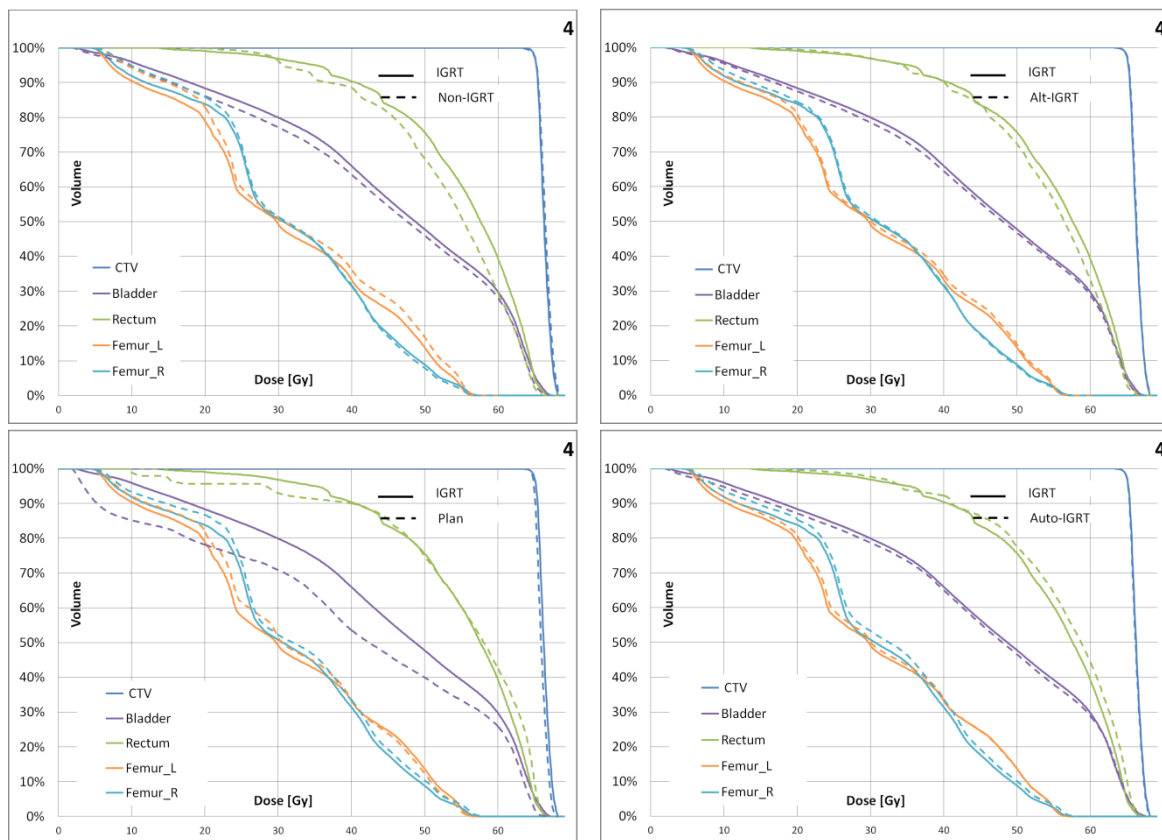 4
100%
90%
80%
70%
60%
50%
40%
30%
20%
10%
0%
Volume
IGRT
Non-IGRT
CTV
Bladder
Rectum
Femur_L
Femur_R
Dose [Gy]
0 10 20 30 40 50 60
4
100%
90%
80%
70%
60%
50%
40%
30%
20%
10%
0%
Volume
IGRT
Alt-IGRT
CTV
Bladder
Rectum
Femur_L
Femur_R
Dose [Gy]
0 10 20 30 40 50 60
4
100%
90%
80%
70%
60%
50%
40%
30%
20%
10%
0%
Volume
IGRT
Plan
CTV
Bladder
Rectum
Femur_L
Femur_R
Dose [Gy]
0 10 20 30 40 50 60
4
100%
90%
80%
70%
60%
50%
40%
30%
20%
10%
0%
Volume
IGRT
Auto-IGRT
CTV
Bladder
Rectum
Femur_L
Femur_R
Dose [Gy]
0 10 20 30 40 50 60